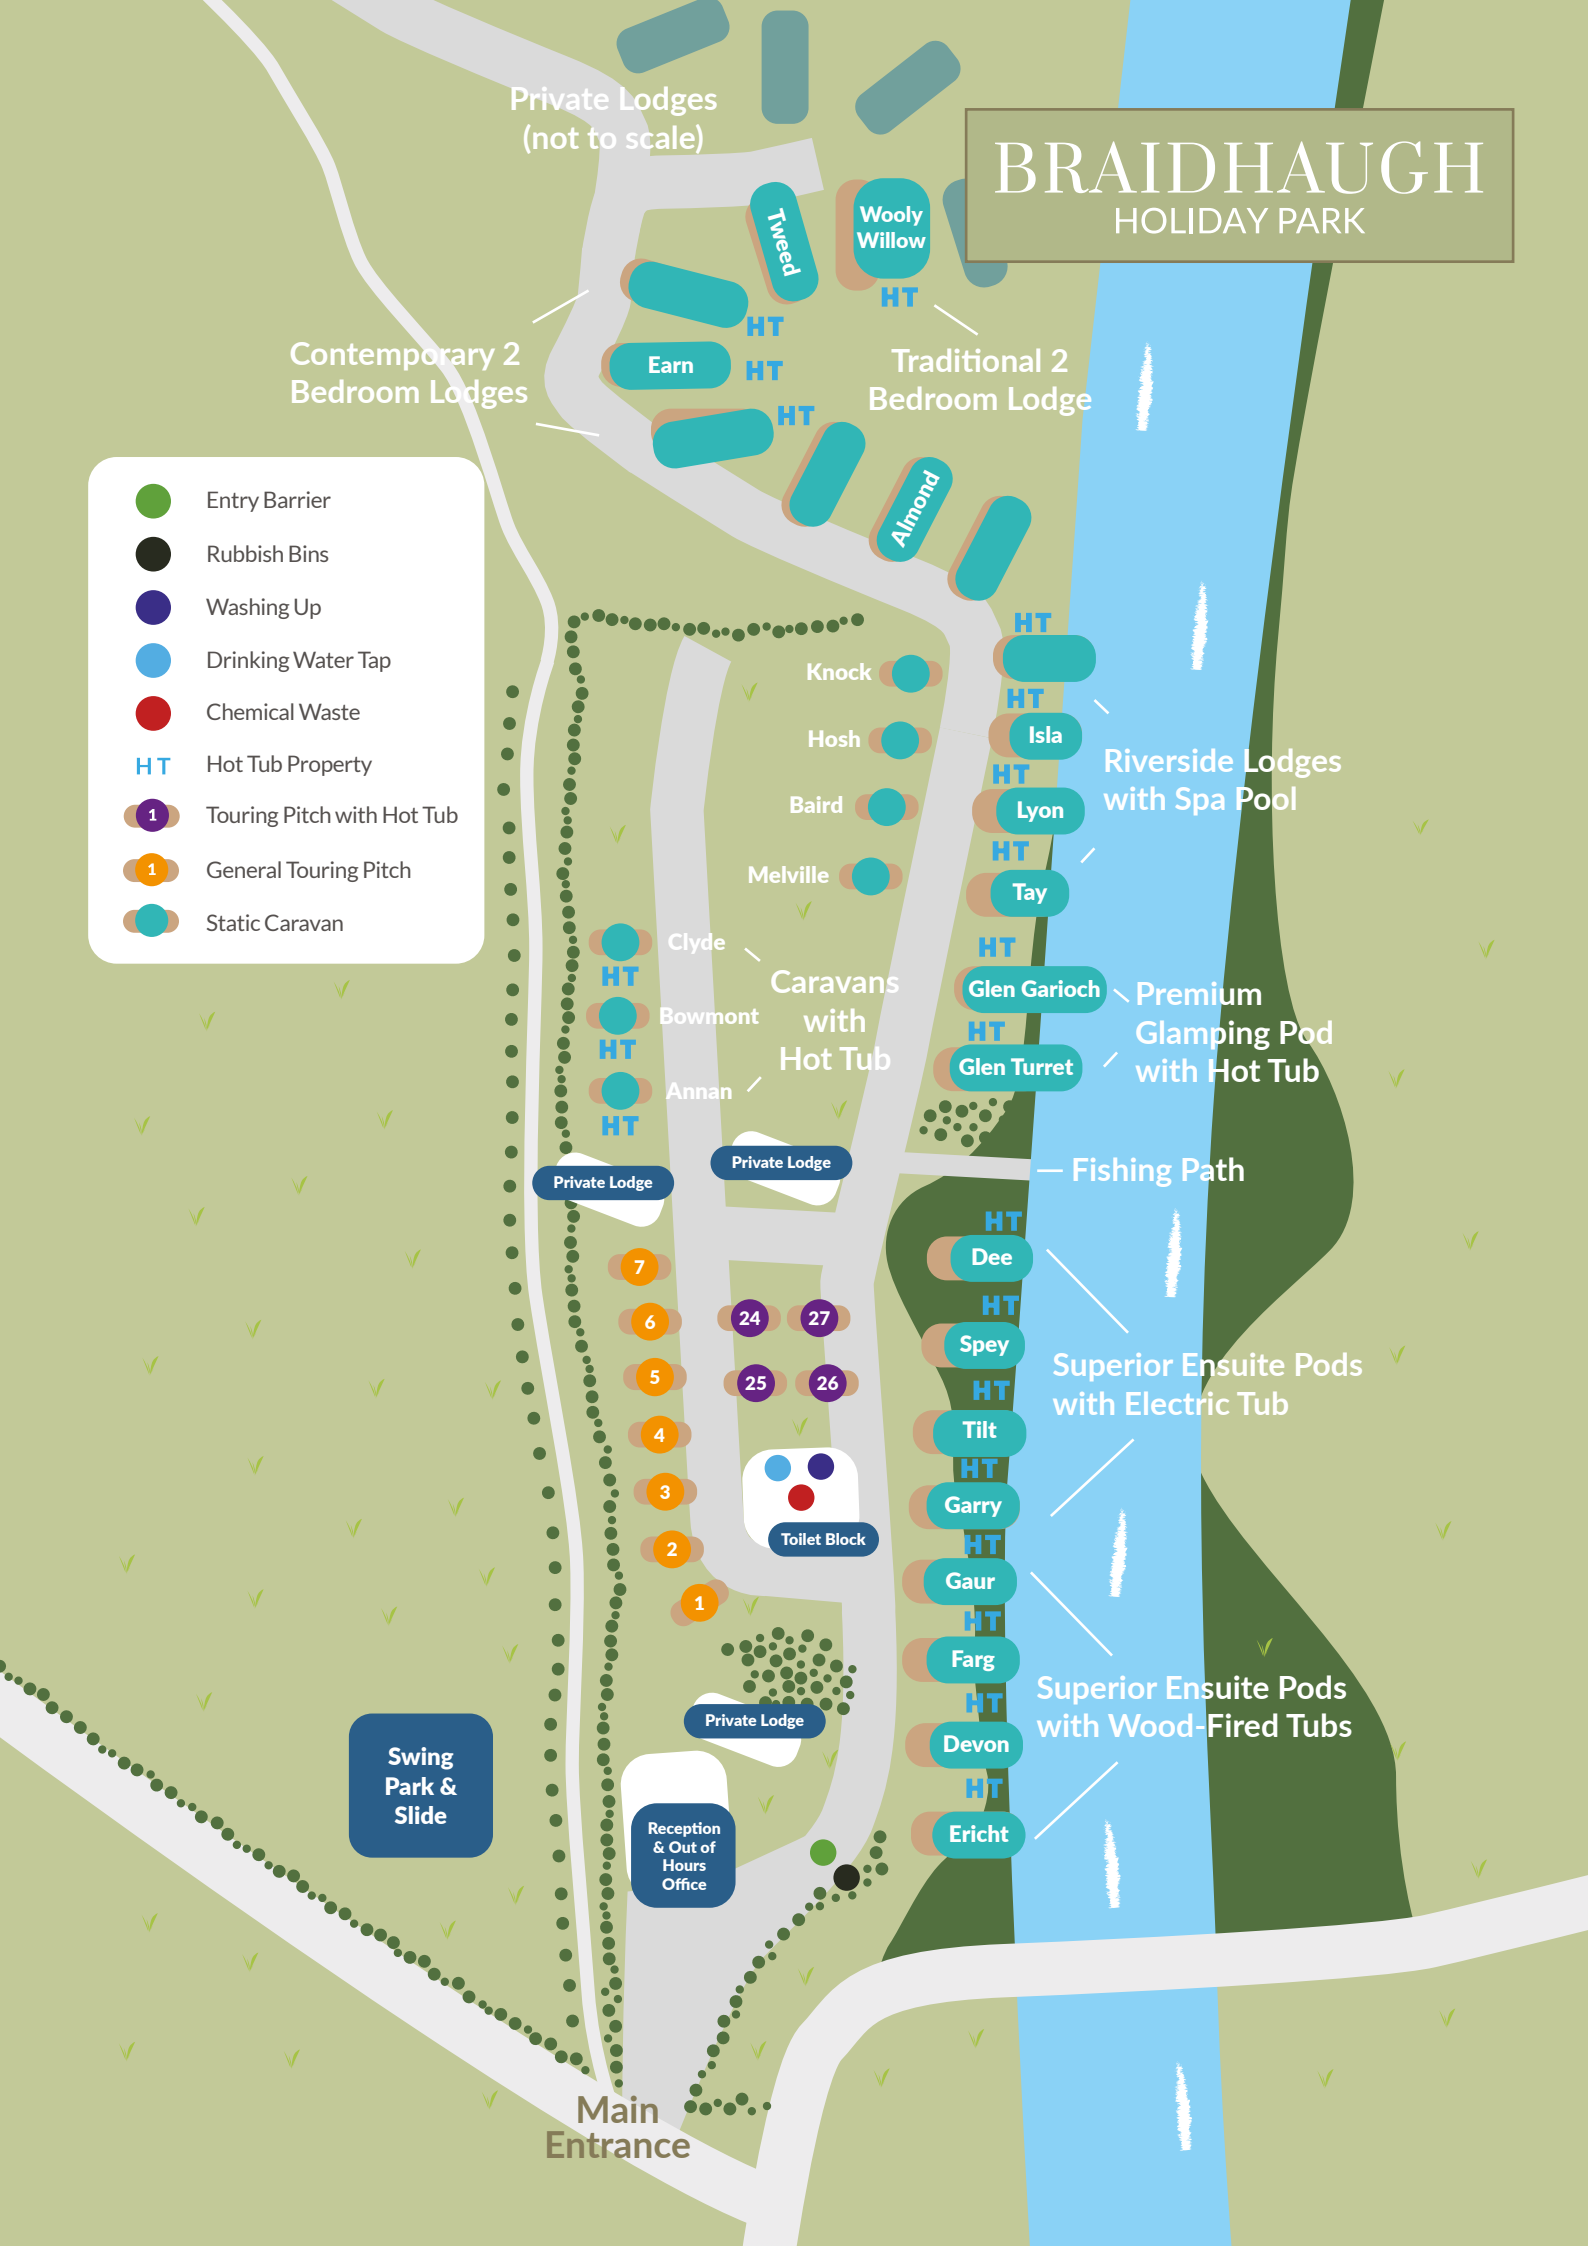 Private Lodges
(not to scale)
BRAIDHAUGH
HOLIDAY PARK
Tweed
Wooly
Willow
HT
HT
Contemporary 2
Bedroom Lodges
Earn
HT
Traditional 2
Bedroom Lodge
HT
Almond
Entry Barrier
Rubbish Bins
Washing Up
Drinking Water Tap
Chemical Waste
HT Hot Tub Property
1 Touring Pitch with Hot Tub
1 General Touring Pitch
Static Caravan
HT
Knock
HT
Hosh
Isla
Riverside Lodges
with Spa Pool
HT
Baird
Lyon
HT
Melville
Tay
Clyde
HT
HT
Caravans
with
Hot Tub
Glen Garioch
Premium
Glamping Pod
with Hot Tub
Bowmont
HT
HT
Glen Turret
Annan
HT
Private Lodge
Private Lodge
Fishing Path
HT
Dee
7
HT
6
24
27
Spey
Superior Ensuite Pods
with Electric Tub
5
25
26
HT
4
Tilt
HT
3
Garry
Toilet Block
HT
2
Gaur
1
HT
Farg
Superior Ensuite Pods
with Wood-Fired Tubs
HT
Private Lodge
Devon
Swing
Park &
Slide
HT
Reception
& Out of
Hours
Office
Ericht
Main
Entrance